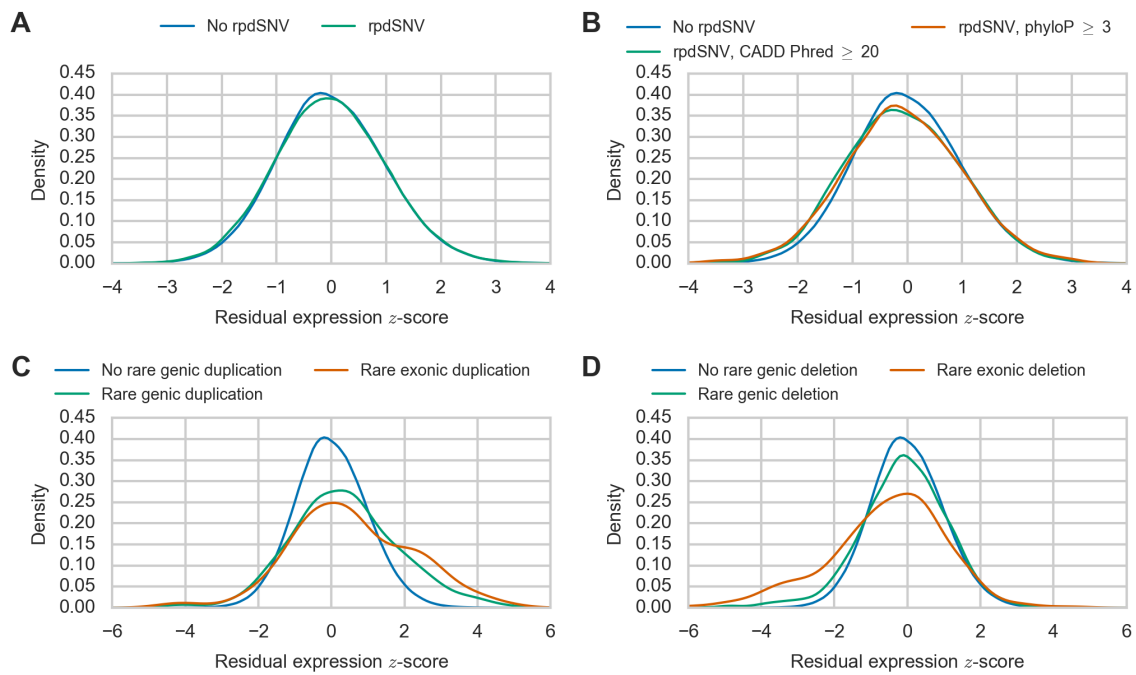 A
No rpdSNV
rpdSNV
0.45
0.40
0.35
0.30
0.25
0.20
0.15
0.10
0.05
0.00
Density
−4 −3 −2 −1 0 1 2 3 4
Residual expression z-score
B
No rpdSNV
rpdSNV, phyloP ≥ 3
rpdSNV, CADD Phred ≥ 20
0.45
0.40
0.35
0.30
0.25
0.20
0.15
0.10
0.05
0.00
Density
−4 −3 −2 −1 0 1 2 3 4
Residual expression z-score
C
No rare genic duplication
Rare exonic duplication
Rare genic duplication
0.45
0.40
0.35
0.30
0.25
0.20
0.15
0.10
0.05
0.00
Density
−6 −4 −2 0 2 4 6
Residual expression z-score
D
No rare genic deletion
Rare exonic deletion
Rare genic deletion
0.45
0.40
0.35
0.30
0.25
0.20
0.15
0.10
0.05
0.00
Density
−6 −4 −2 0 2 4 6
Residual expression z-score